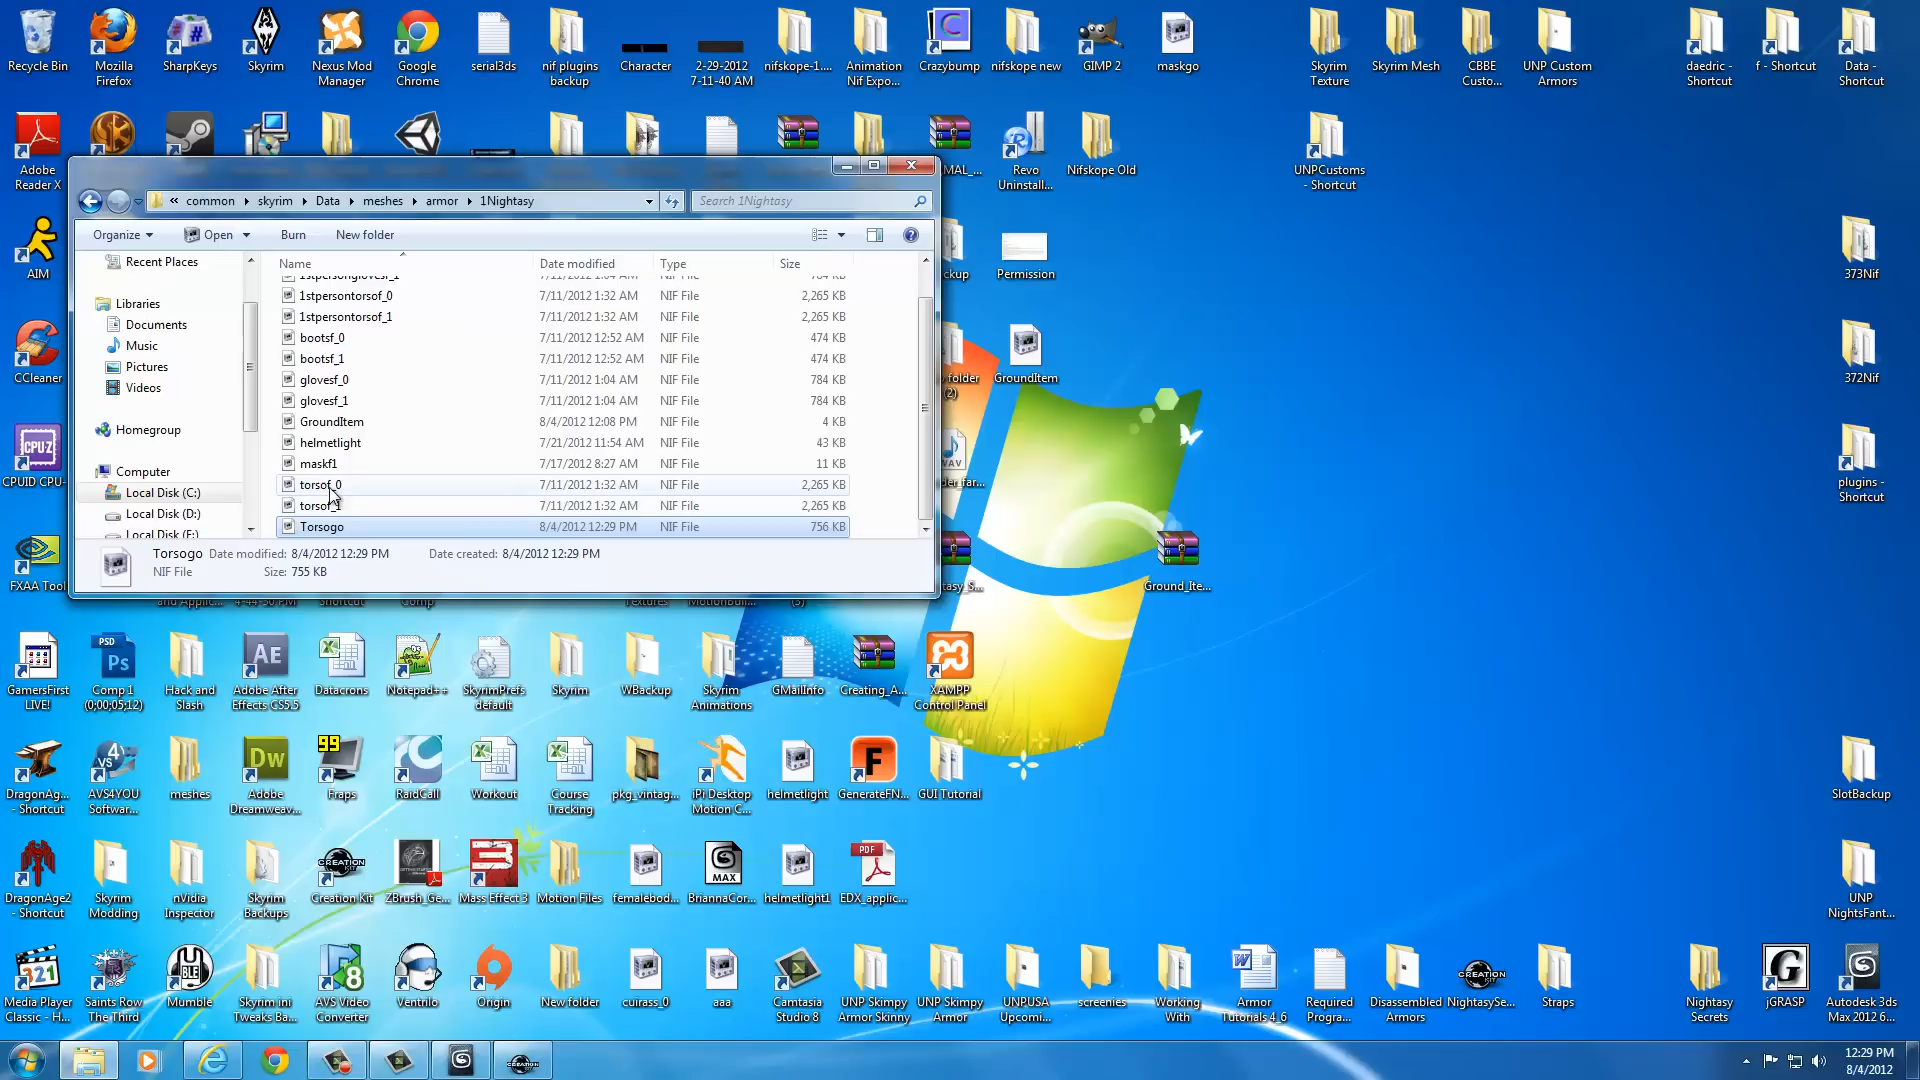 Recycle Bin
Mozilla Firefox
SharpKeys
Skyrim
Nexus Mod Manager
Google Chrome
serial3ds
nif plugins backup
Character
2-29-2012 7-11-40 AM
nifskope-1....
Animation Nif Expo...
Crazybump
nifskope new
GIMP 2
maskgo
Skyrim Texture
Skyrim Mesh
CBBE Custo...
UNP Custom Armors
daedric - Shortcut
f - Shortcut
Data - Shortcut
Adobe Reader X
MAL_...
Revo Uninstall...
Nifskope Old
UNPCustoms - Shortcut
common
skyrim
Data
meshes
armor
1Nightasy
Search 1Nightasy
Organize
Open
Burn
New folder
Name
Date modified
Type
Size
Recent Places
Libraries
Documents
Music
Pictures
Videos
Homegroup
Computer
Local Disk (C:)
Local Disk (D:)
Local Disk (E:)
1stpersonglovesf_1 7/11/2012 1:04 AM NIF File 784 KB
1stpersontorsof_0 7/11/2012 1:32 AM NIF File 2,265 KB
1stpersontorsof_1 7/11/2012 1:32 AM NIF File 2,265 KB
bootsf_0 7/11/2012 12:52 AM NIF File 474 KB
bootsf_1 7/11/2012 12:52 AM NIF File 474 KB
glovesf_0 7/11/2012 1:04 AM NIF File 784 KB
glovesf_1 7/11/2012 1:04 AM NIF File 784 KB
GroundItem 8/4/2012 12:08 PM NIF File 4 KB
helmetlight 7/21/2012 11:54 AM NIF File 43 KB
maskf1 7/17/2012 8:27 AM NIF File 11 KB
torsof_0 7/11/2012 1:32 AM NIF File 2,265 KB
torsof_1 7/11/2012 1:32 AM NIF File 2,265 KB
Torsogo 8/4/2012 12:29 PM NIF File 756 KB
Torsogo Date modified: 8/4/2012 12:29 PM Date created: 8/4/2012 12:29 PM
NIF File Size: 755 KB
AIM
ckup
Permission
373Nif
CCleaner
folder (2)
GroundItem
372Nif
CPUID CPU-
WAV
plugins - Shortcut
FXAA Tool
Ground_Ite...
GamersFirst LIVE!
PSD
Ps
Comp 1 (0;00;05;12)
Hack and Slash
AE
Adobe After Effects CS5.5
Datacrons
Notepad++
SkyrimPrefs default
Skyrim
WBackup
Skyrim Animations
GMailInfo
Creating_A...
XAMPP Control Panel
DragonAg... - Shortcut
AVS4YOU Softwar...
meshes
Dw
Adobe Dreamweav...
99
Fraps
RaidCall
Workout
Course Tracking
pkg_vintag...
iPi Desktop Motion C...
helmetlight
F
GenerateFN...
GUI Tutorial
SlotBackup
DragonAge2 - Shortcut
Skyrim Modding
nVidia Inspector
Skyrim Backups
CREATION
Creation Kit
ZBrush_Ge...
Mass Effect 3
Motion Files
femalebod...
MAX
BriannaCor...
helmetlight1
PDF
EDX_applic...
UNP NightsFant...
321
Media Player Classic - H...
Saints Row The Third
Mumble
Skyrim ini Tweaks Ba...
8
AVS Video Converter
Ventrilo
Origin
New folder
cuirass_0
aaa
Camtasia Studio 8
UNP Skimpy Armor Skinny
UNP Skimpy Armor
UNPUSA Upcomi...
screenies
Working With
Armor Tutorials 4_6
Required Progra...
Disassembled Armors
CREATION
NightasySe...
Straps
Nightasy Secrets
G
jGRASP
Autodesk 3ds Max 2012 6...
12:29 PM
8/4/2012